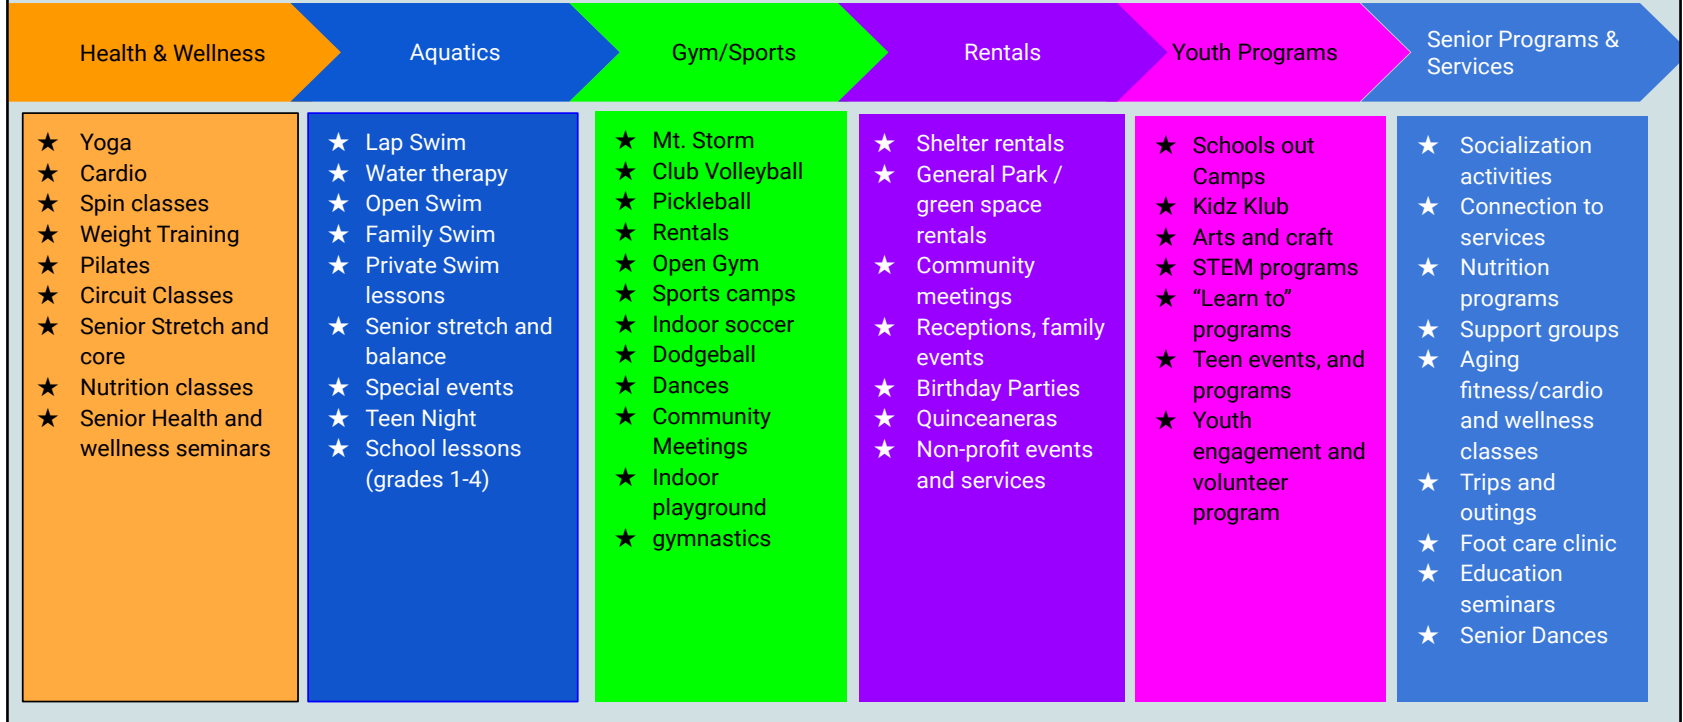 Health & Wellness
Aquatics
Gym/Sports
Rentals
Youth Programs
Senior Programs &
Services
★ Yoga
★ Cardio
★ Spin classes
★ Weight Training
★ Pilates
★ Circuit Classes
★ Senior Stretch and
core
★ Nutrition classes
★ Senior Health and
wellness seminars
★ Lap Swim
★ Water therapy
★ Open Swim
★ Family Swim
★ Private Swim
lessons
★ Senior stretch and
balance
★ Special events
★ Teen Night
★ School lessons
(grades 1-4)
★ Mt. Storm
★ Club Volleyball
★ Pickleball
★ Rentals
★ Open Gym
★ Sports camps
★ Indoor soccer
★ Dodgeball
★ Dances
★ Community
Meetings
★ Indoor
playground
★ gymnastics
★ Shelter rentals
★ General Park /
green space
rentals
★ Community
meetings
★ Receptions, family
events
★ Birthday Parties
★ Quinceaneras
★ Non-profit events
and services
★ Schools out
Camps
★ Kidz Klub
★ Arts and craft
★ STEM programs
★ “Learn to”
programs
★ Teen events, and
programs
★ Youth
engagement and
volunteer
program
★ Socialization
activities
★ Connection to
services
★ Nutrition
programs
★ Support groups
★ Aging
fitness/cardio
and wellness
classes
★ Trips and
outings
★ Foot care clinic
★ Education
seminars
★ Senior Dances